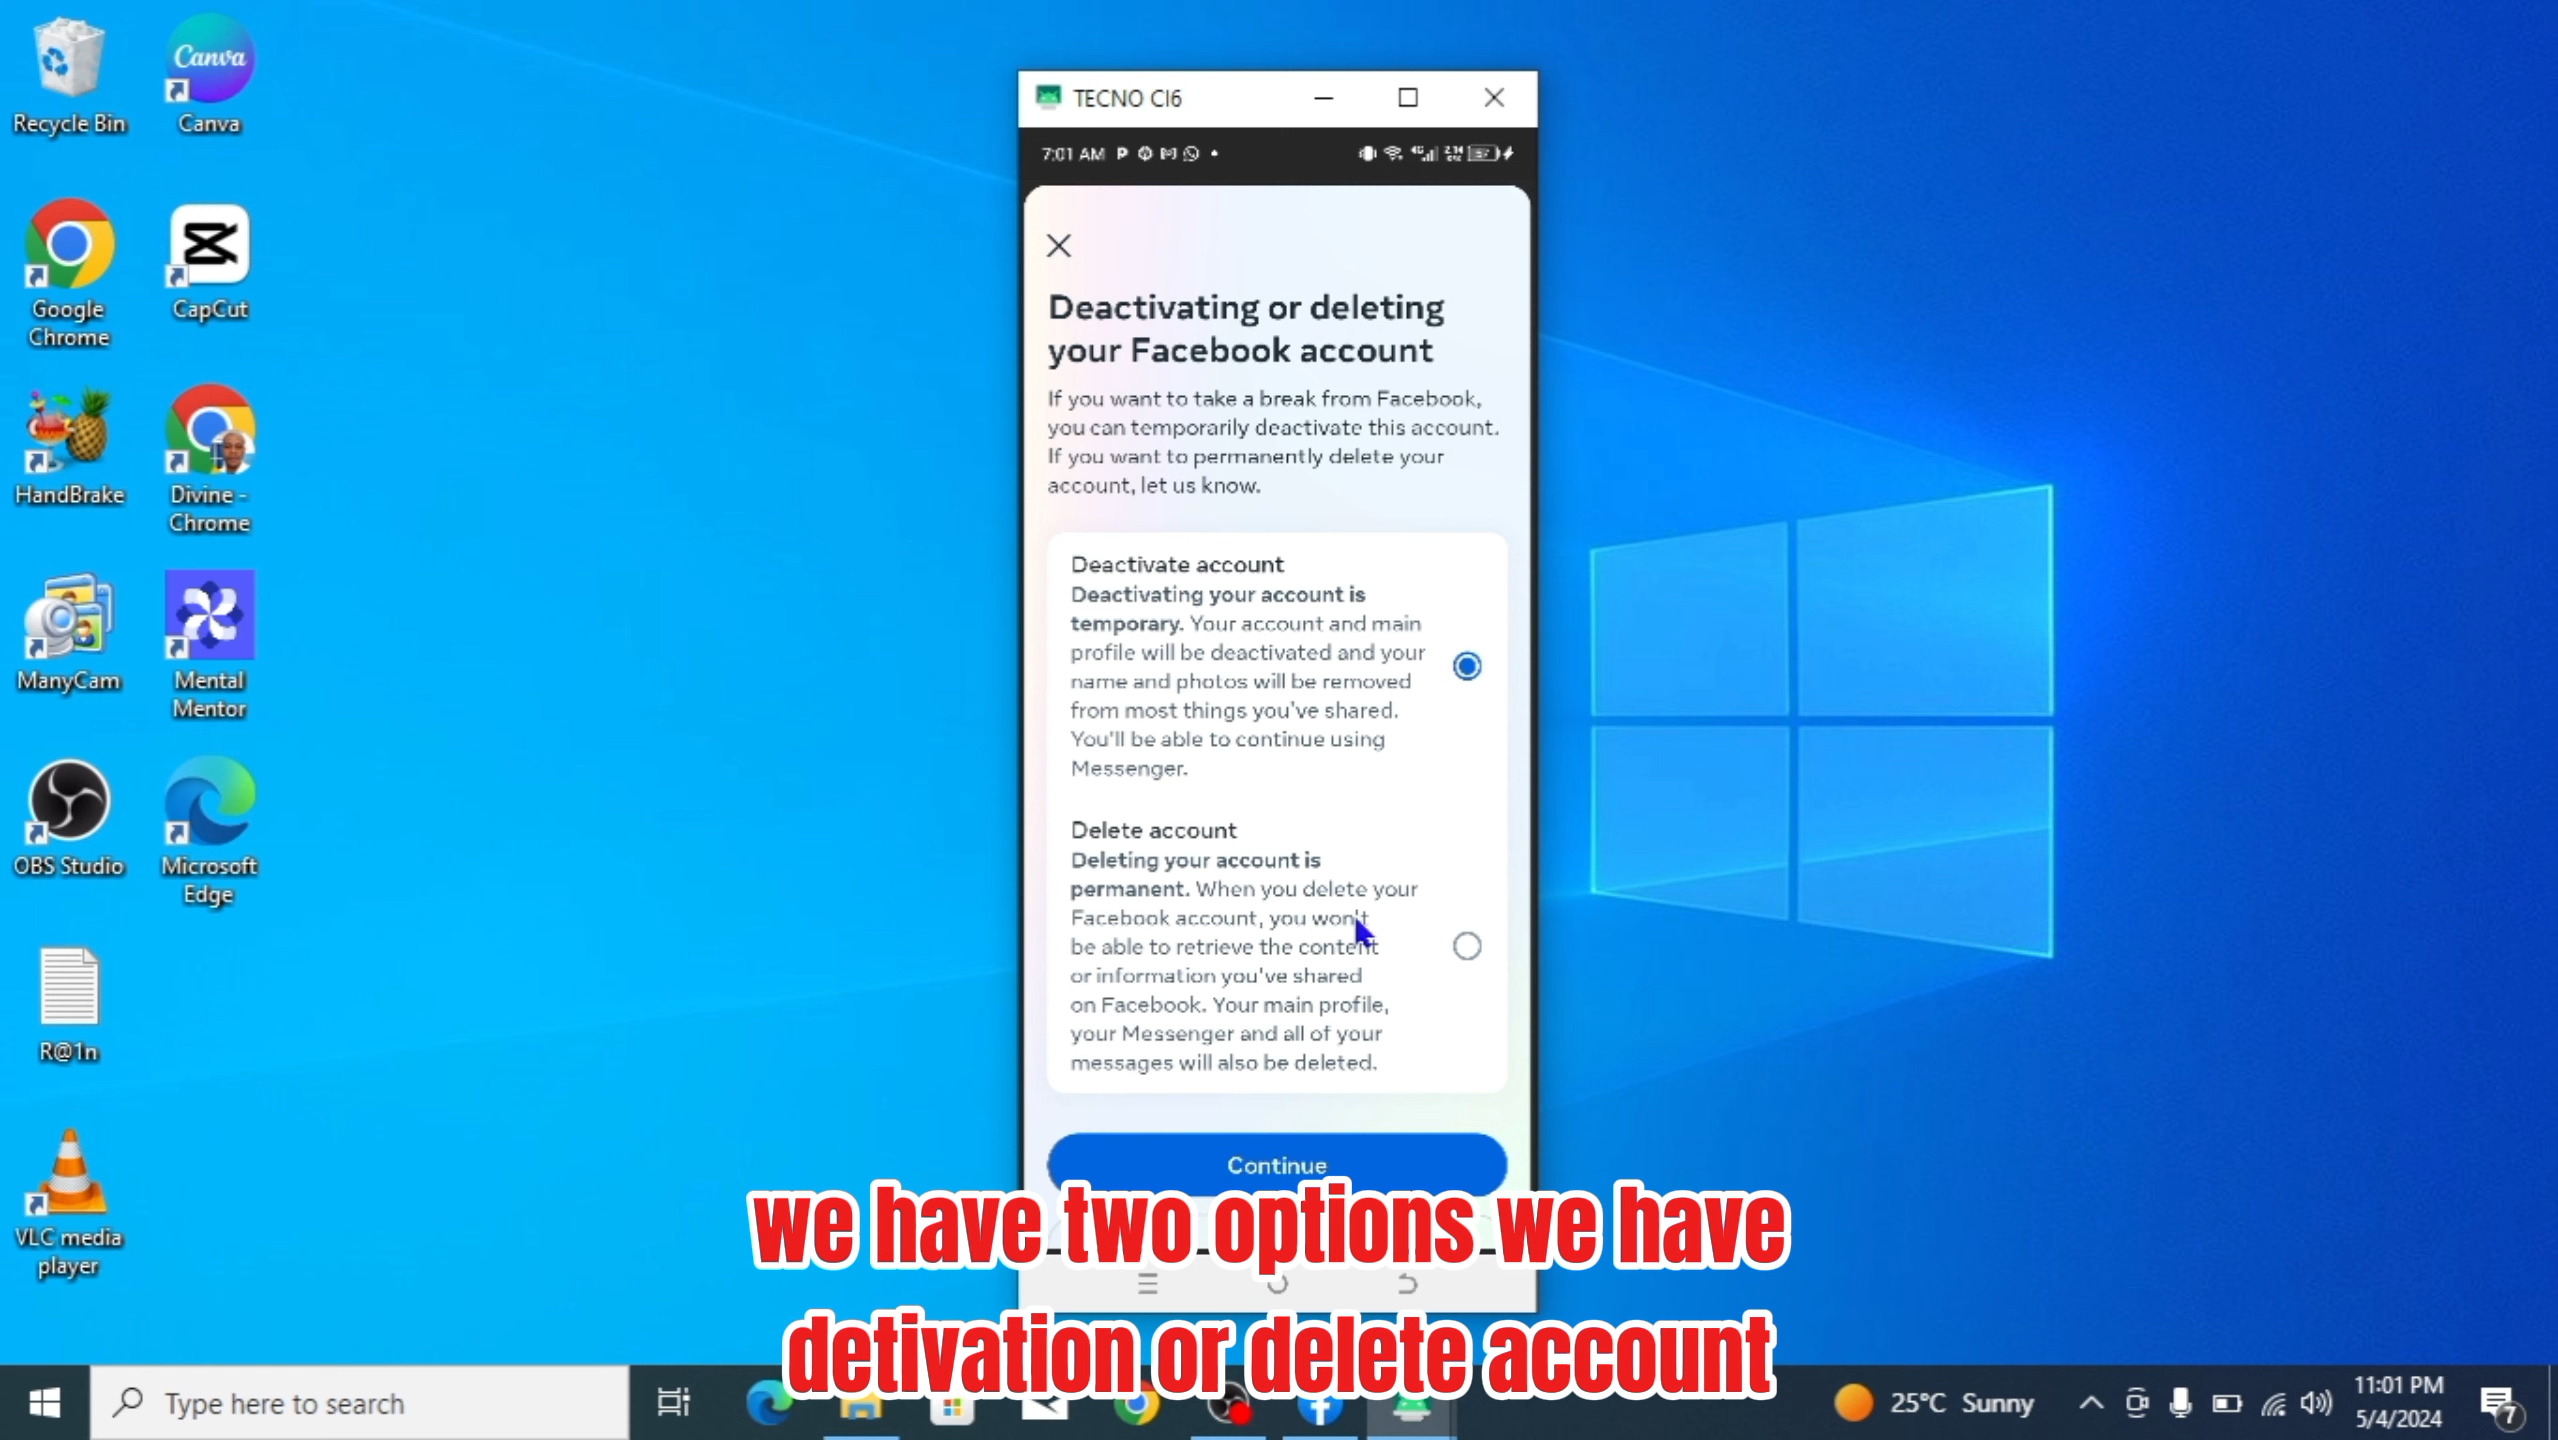 Recycle Bin
Canva
Canva
Google
Chrome
CapCut
HandBrake
Divine -
Chrome
ManyCam
Mental
Mentor
OBS Studio
Microsoft
Edge
R@1n
VLC media
player
TECNO CI6
7:01 AM
Deactivating or deleting
your Facebook account
If you want to take a break from Facebook,
you can temporarily deactivate this account.
If you want to permanently delete your
account, let us know.
Deactivate account
Deactivating your account is
temporary. Your account and main
profile will be deactivated and your
name and photos will be removed
from most things you've shared.
You'll be able to continue using
Messenger.
Delete account
Deleting your account is
permanent. When you delete your
Facebook account, you won't
be able to retrieve the content
or information you've shared
on Facebook. Your main profile,
your Messenger and all of your
messages will also be deleted.
Continue
we have two options we have
detivation or delete account
Type here to search
25°C Sunny
11:01 PM
5/4/2024
7